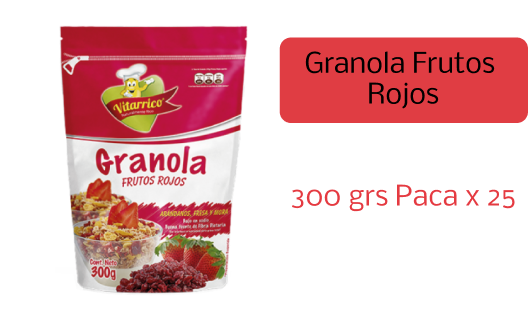 Vitarrico
Granola
FRUTOS ROJOS
ARÁNDANOS, FRESA Y MORA
Bajo en sodio
Buena fuente de Fibra Dietaria
Cont. Neto
300g
Granola Frutos
Rojos
300 grs Paca x 25